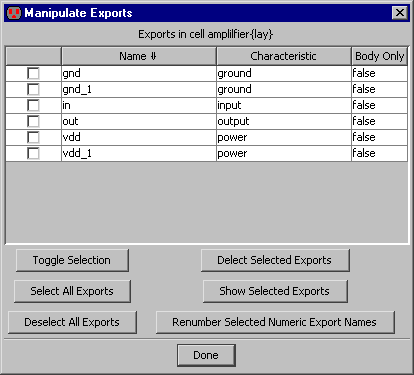 Manipulate Exports
Exports in cell amplifier{lay}
Name Characteristic Body Only
gnd ground false
gnd_1 ground false
in input false
out output false
vdd power false
vdd_1 power false
Toggle Selection Delect Selected Exports
Select All Exports Show Selected Exports
Deselect All Exports Renumber Selected Numeric Export Names
Done